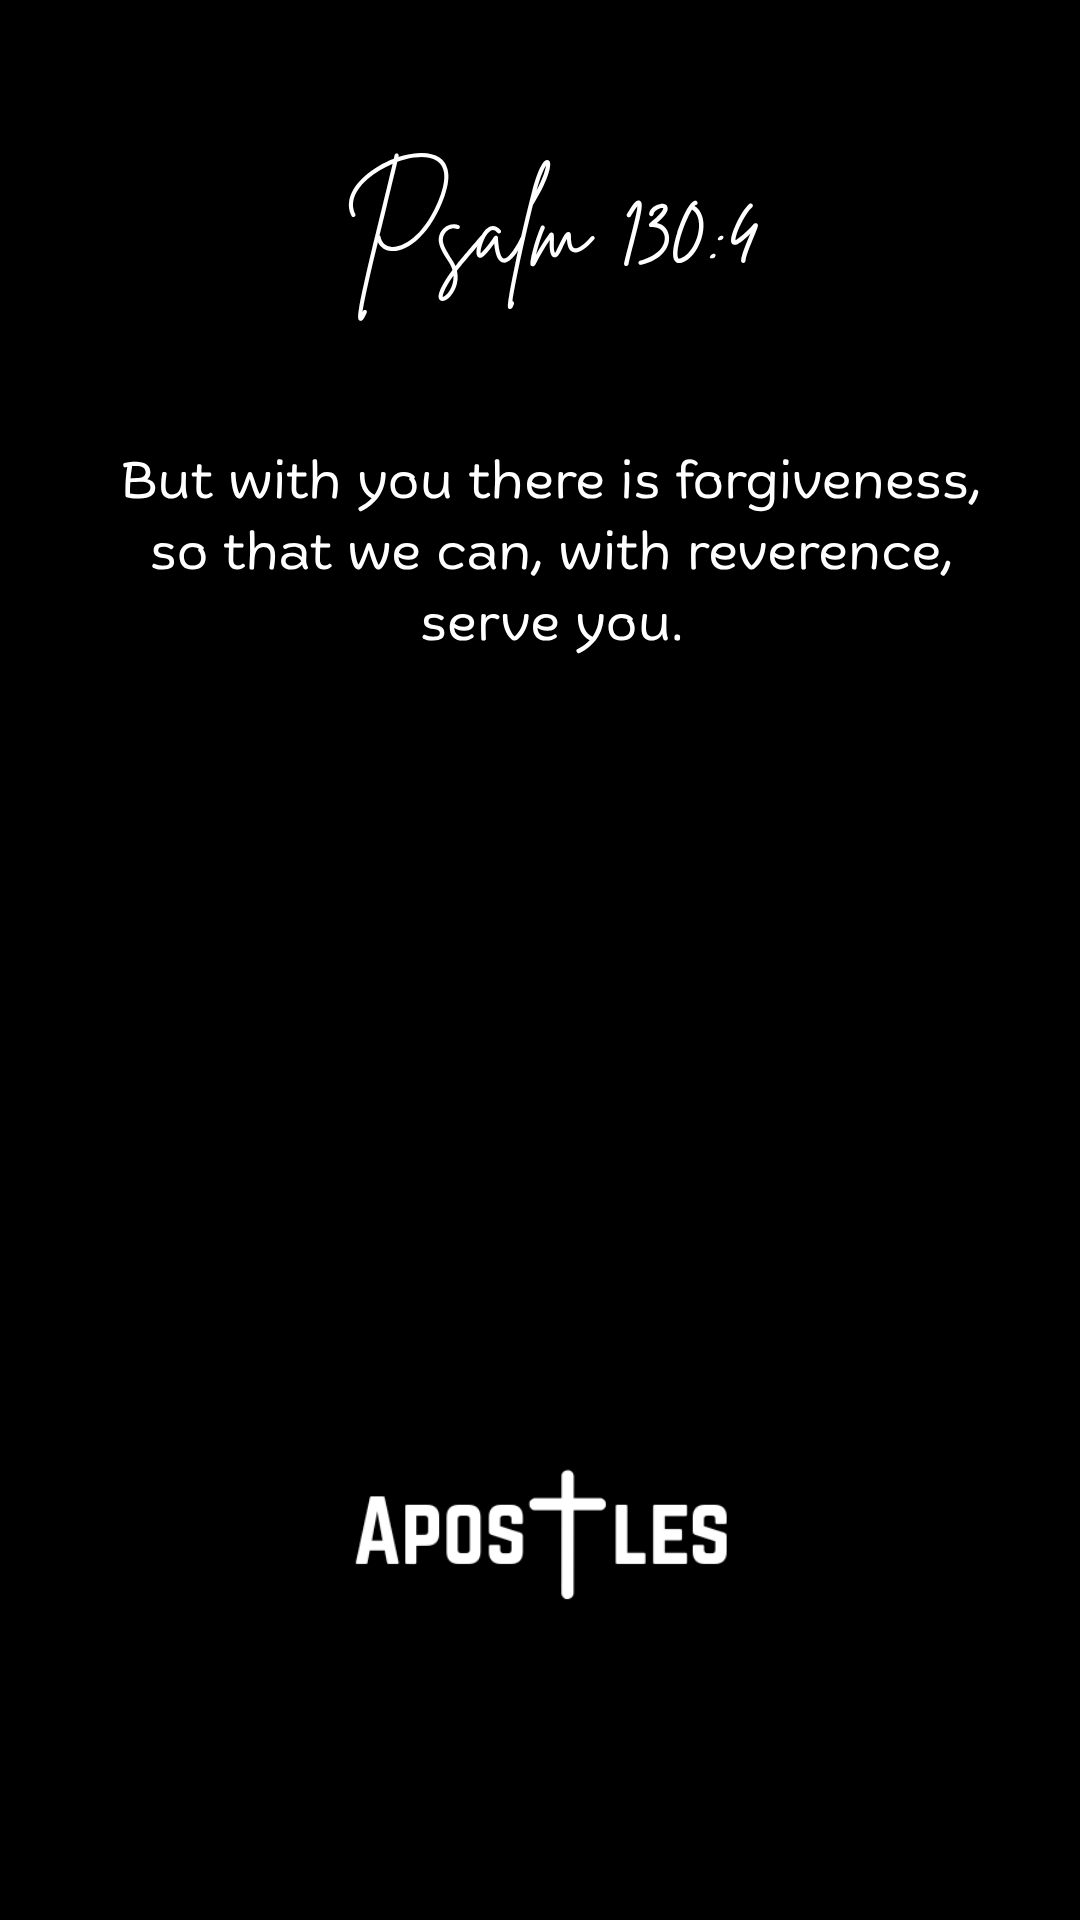 Psalm 130:4
But with you there is forgiveness,
so that we can, with reverence,
serve you.
APOSTLES